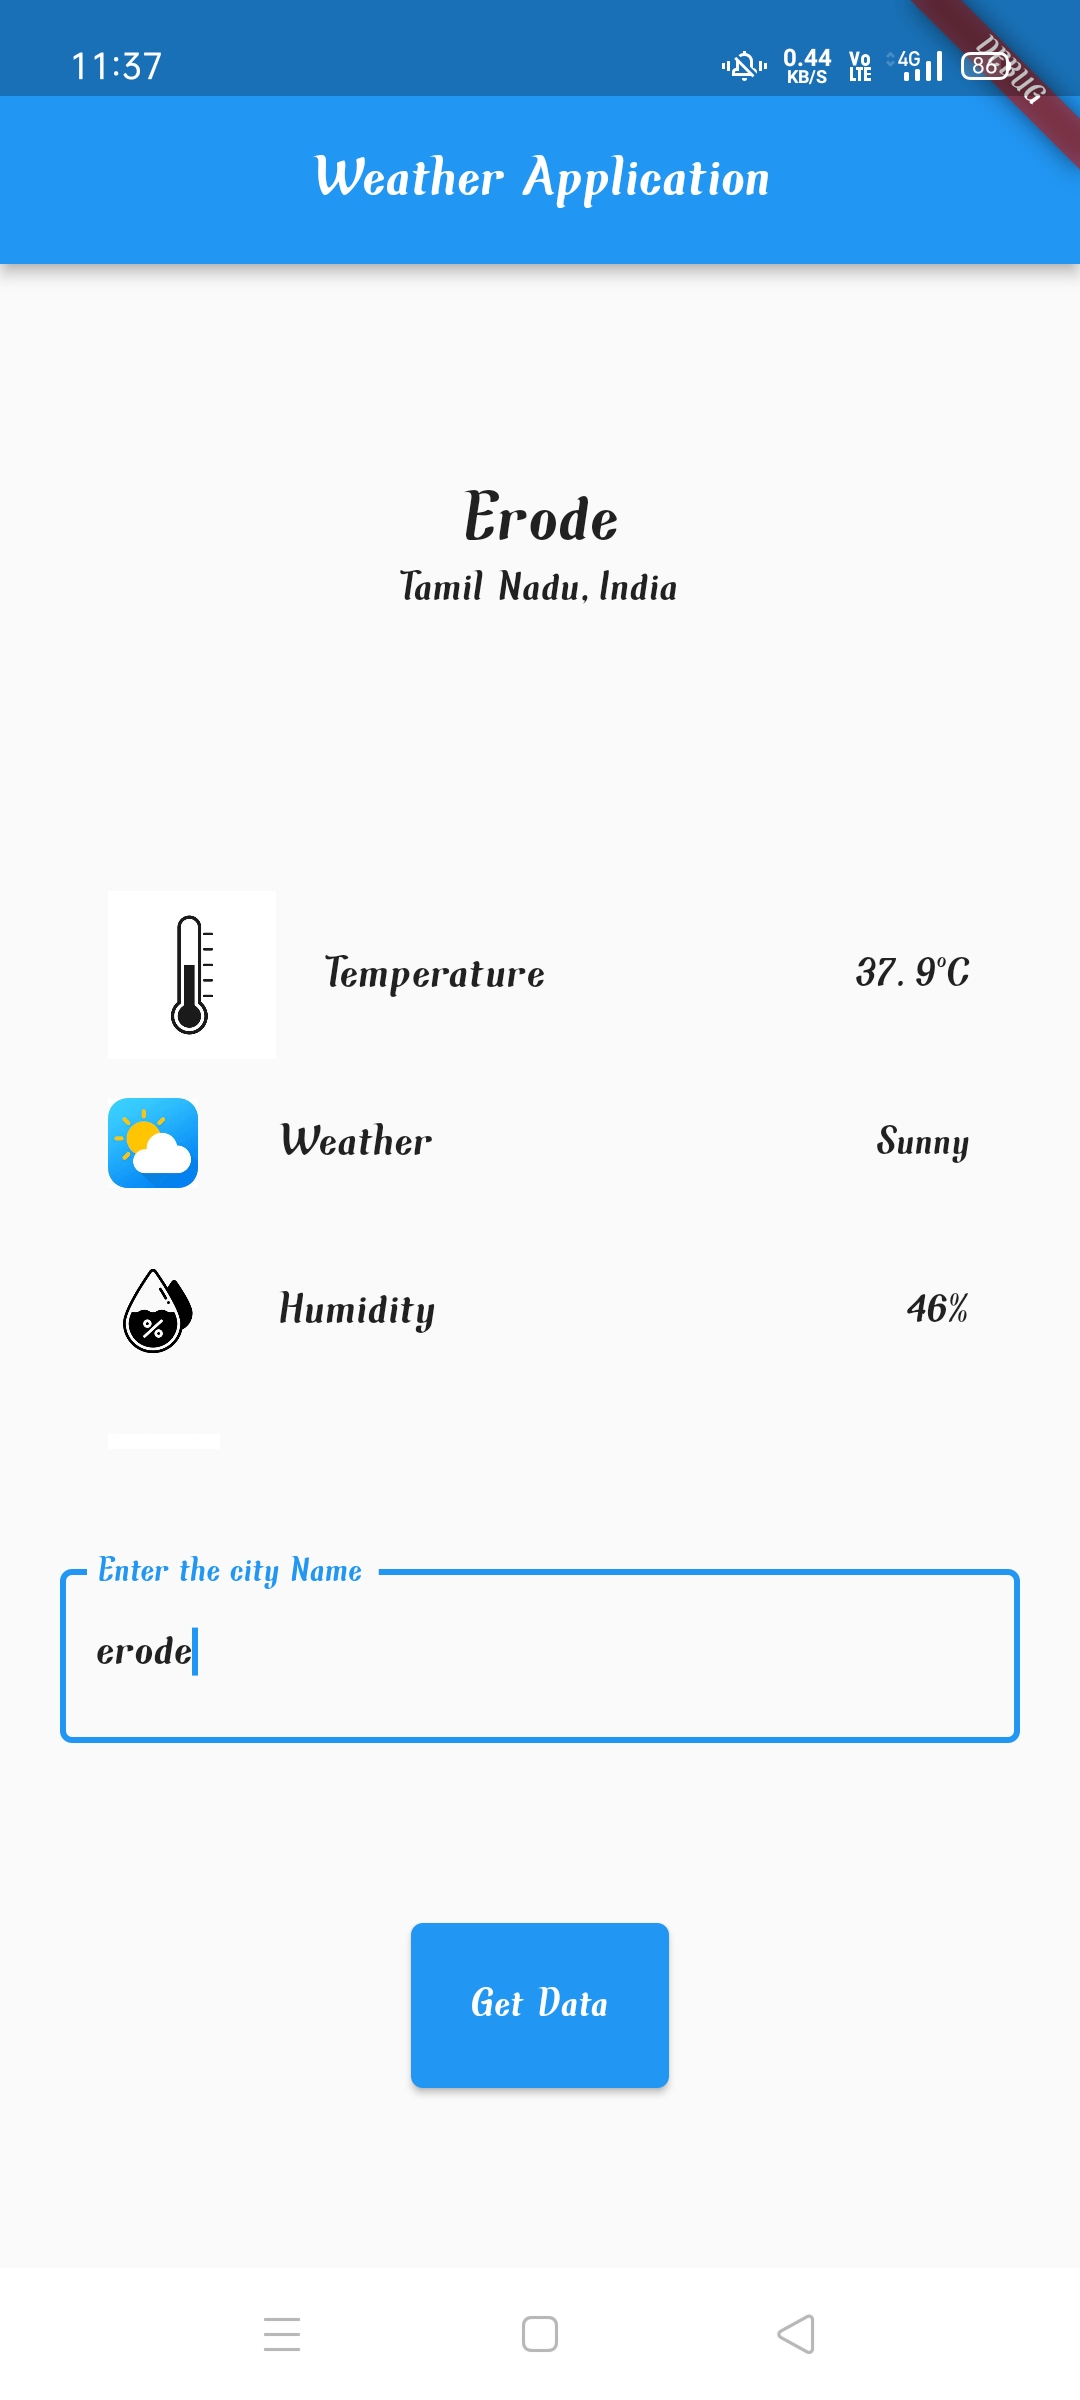 11:37
0.44 KB/S Vo LTE 4G 86
DEBUG
Weather Application
Erode
Tamil Nadu, India
Temperature 37.9°C
Weather Sunny
Humidity 46%
%
Enter the city Name
erode
Get Data